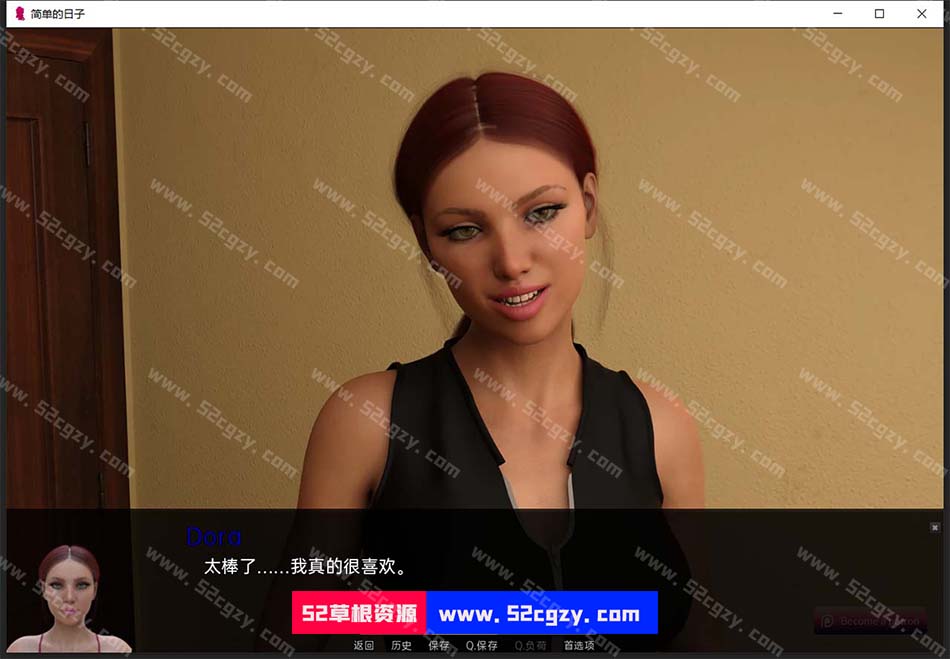 简单的日子
Dora
太棒了……我真的很喜欢。
52草根资源 www.52cgzy.com
Become a patron
返回 历史 保存 Q.保存 Q.负荷 首选项
www.52cgzy.com